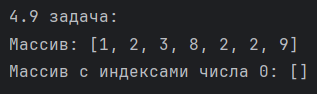 4.9 задача:
Массив: [1, 2, 3, 8, 2, 2, 9]
Массив с индексами числа 0: []